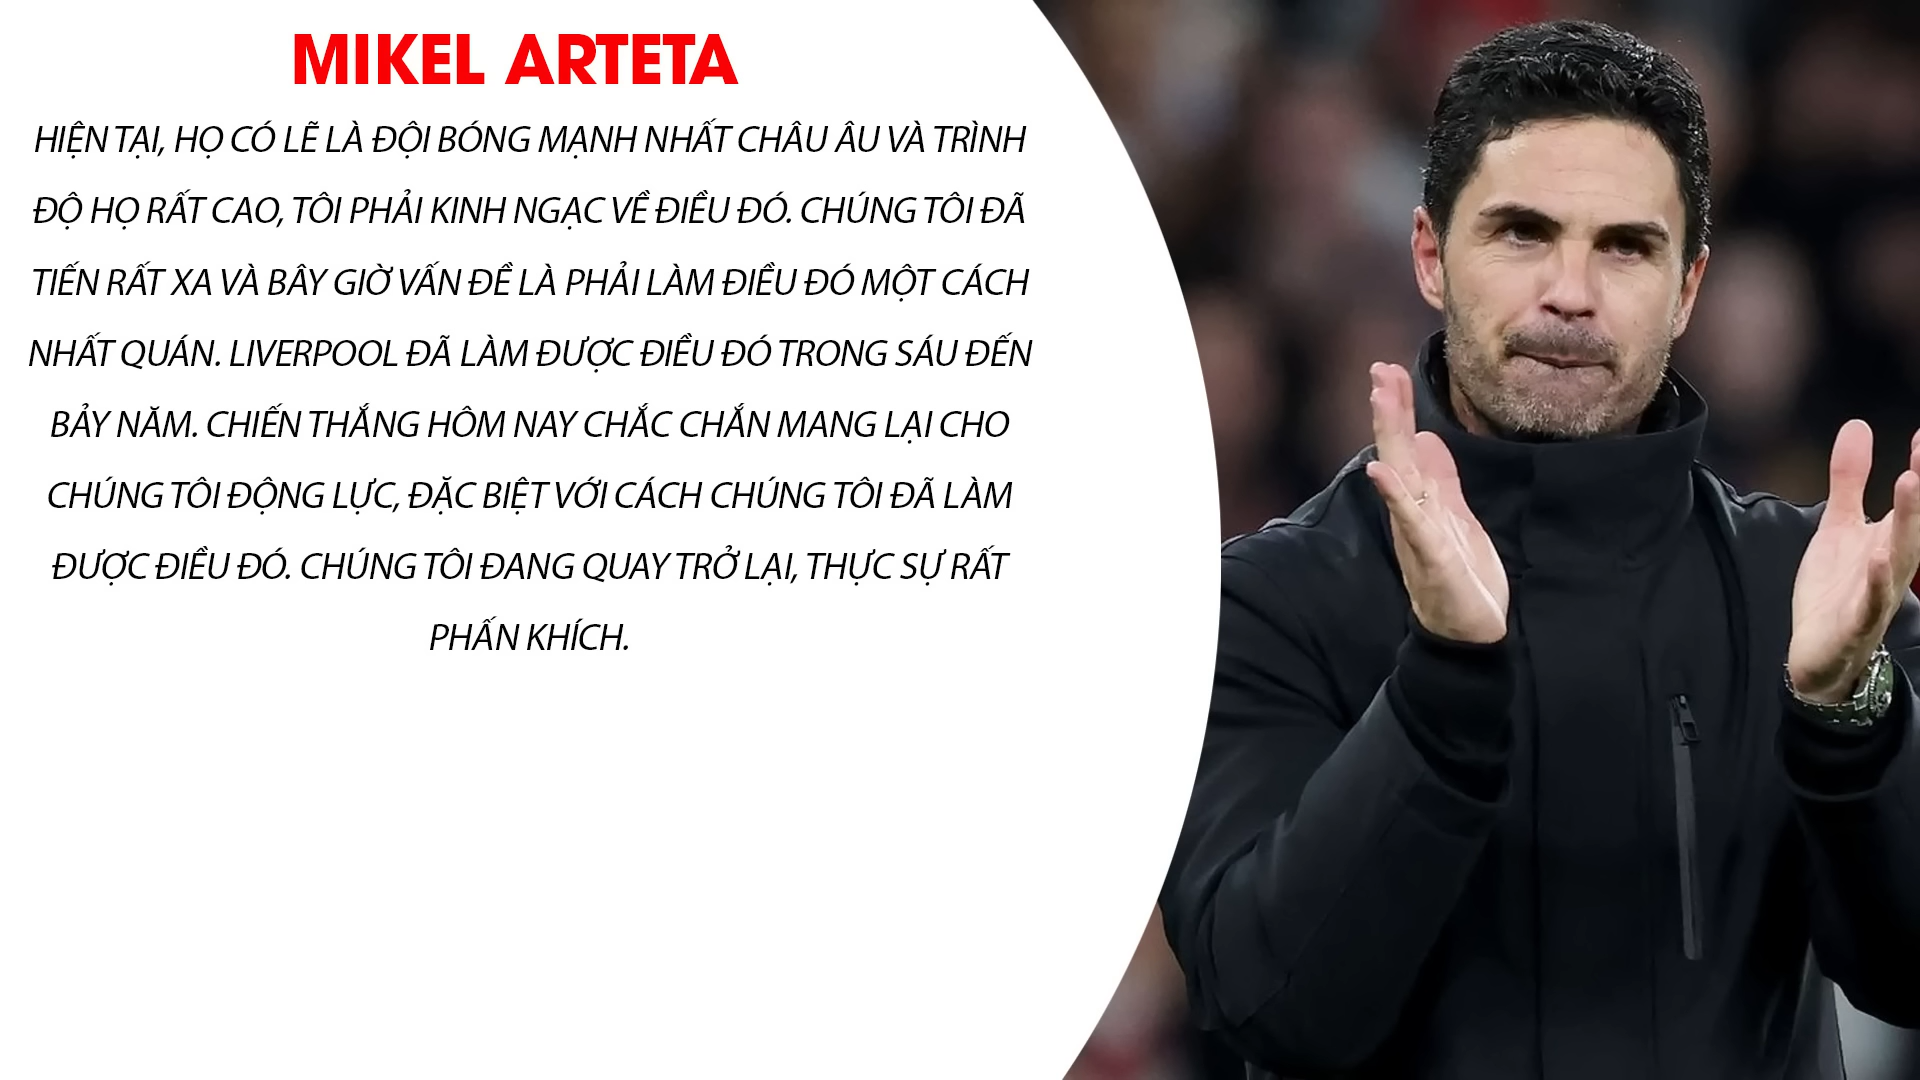 MIKEL ARTETA
HIỆN TẠI, HỌ CÓ LẼ LÀ ĐỘI BÓNG MẠNH NHẤT CHÂU ÂU VÀ TRÌNH
ĐỘ HỌ RẤT CAO, TÔI PHẢI KINH NGẠC VỀ ĐIỀU ĐÓ. CHÚNG TÔI ĐÃ
TIẾN RẤT XA VÀ BÂY GIỜ VẤN ĐỀ LÀ PHẢI LÀM ĐIỀU ĐÓ MỘT CÁCH
NHẤT QUÁN. LIVERPOOL ĐÃ LÀM ĐƯỢC ĐIỀU ĐÓ TRONG SÁU ĐẾN
BẢY NĂM. CHIẾN THẮNG HÔM NAY CHẮC CHẮN MANG LẠI CHO
CHÚNG TÔI ĐỘNG LỰC, ĐẶC BIỆT VỚI CÁCH CHÚNG TÔI ĐÃ LÀM
ĐƯỢC ĐIỀU ĐÓ. CHÚNG TÔI ĐANG QUAY TRỞ LẠI, THỰC SỰ RẤT
PHẤN KHÍCH.